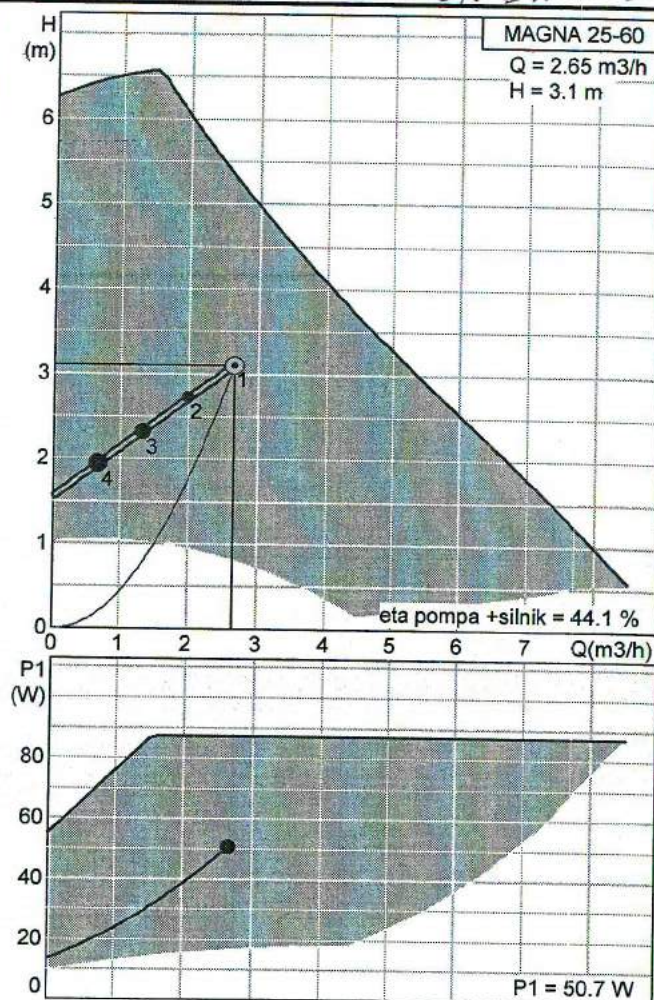 H
(m)
MAGNA 25-60
Q = 2.65 m3/h
H = 3.1 m
6
5
4
3
2
1
0
1
2
3
4
eta pompa +silnik = 44.1 %
0 1 2 3 4 5 6 7 Q(m3/h)
P1
(W)
80
60
40
20
0
P1 = 50.7 W